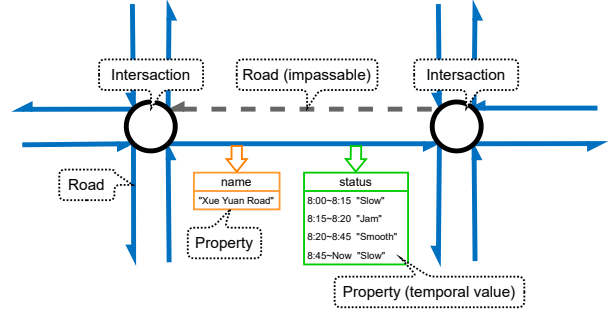 Intersaction
Road (impassable)
Intersaction
Road
name
"Xue Yuan Road"
Property
status
8:00~8:15 "Slow"
8:15~8:20 "Jam"
8:20~8:45 "Smooth"
8:45~Now "Slow"
Property (temporal value)